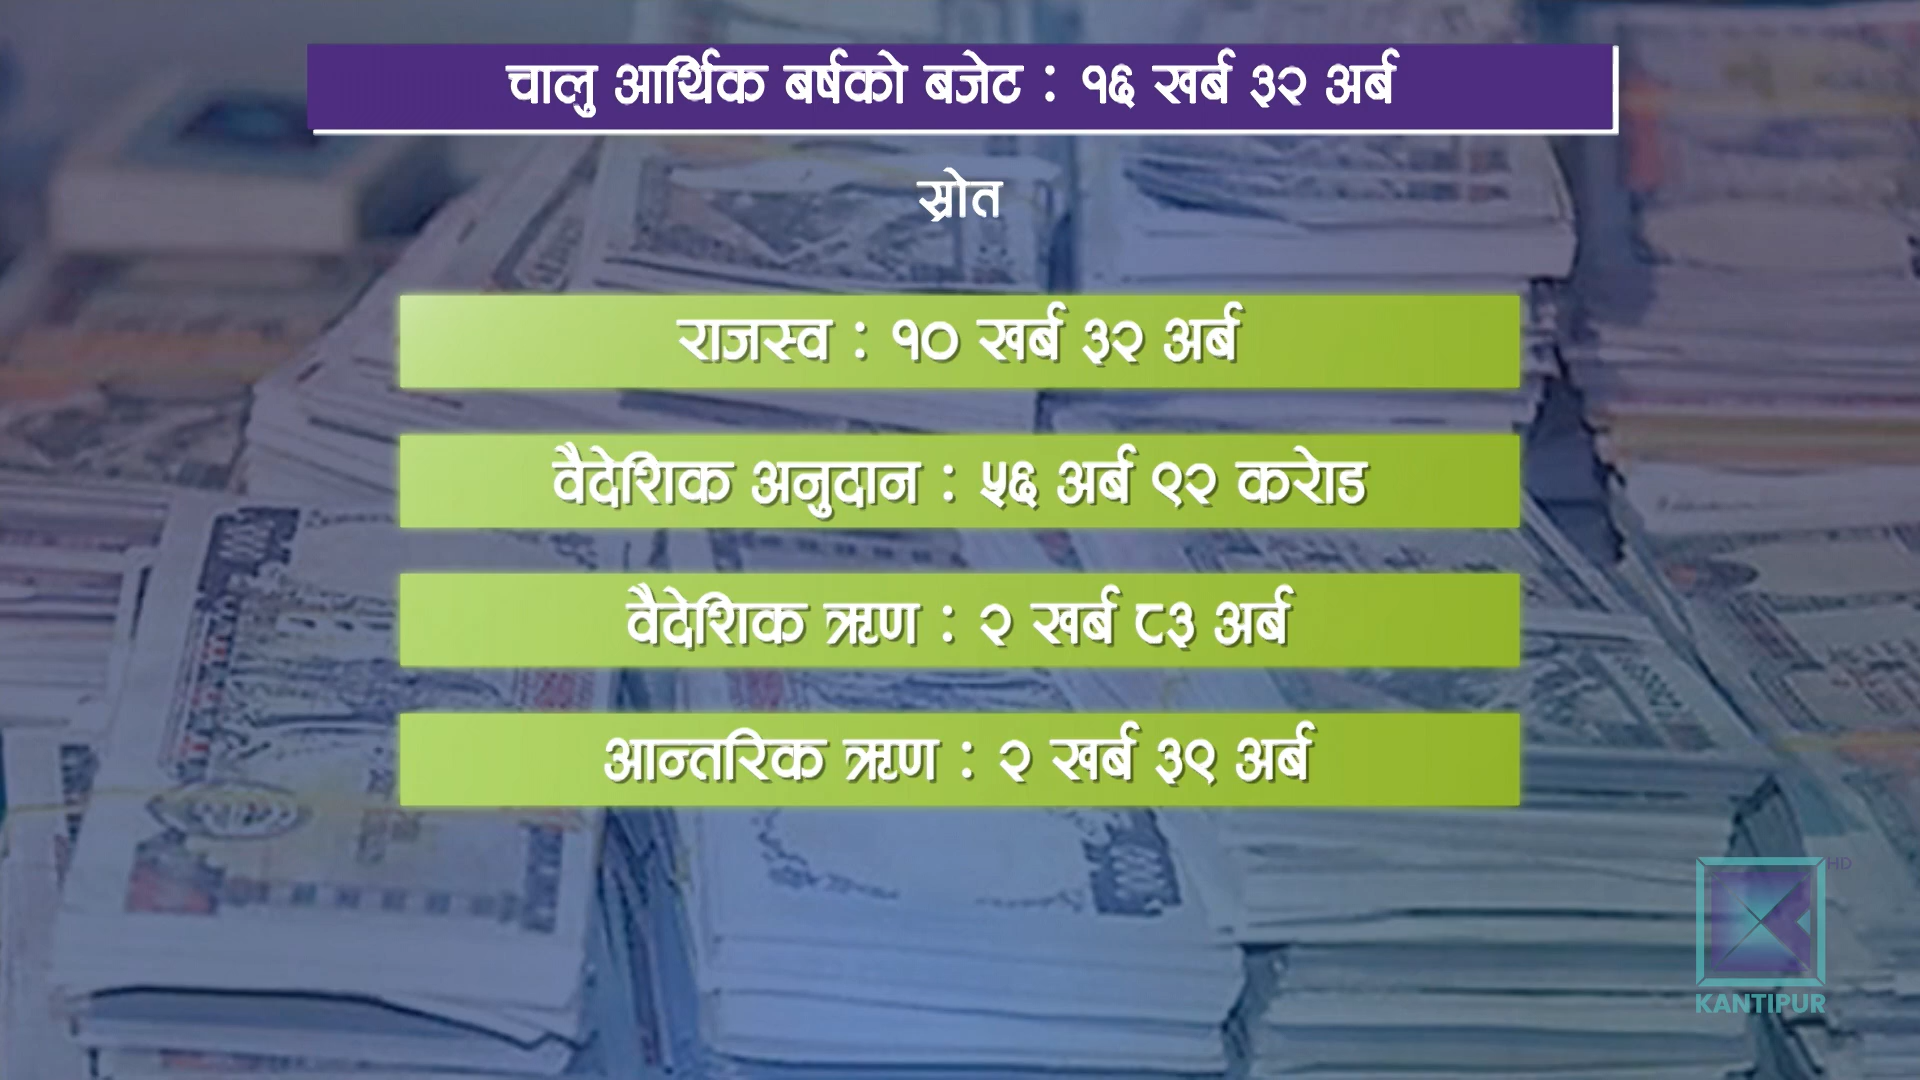 चालु आर्थिक बर्षको बजेट : १६ खर्ब ३२ अर्ब
स्रोत
राजस्व : १० खर्ब ३२ अर्ब
वैदेशिक अनुदान : ५६ अर्ब ९२ करोड
वैदेशिक ऋण : २ खर्ब ८३ अर्ब
आन्तरिक ऋण : २ खर्ब ३९ अर्ब
HD
KANTIPUR